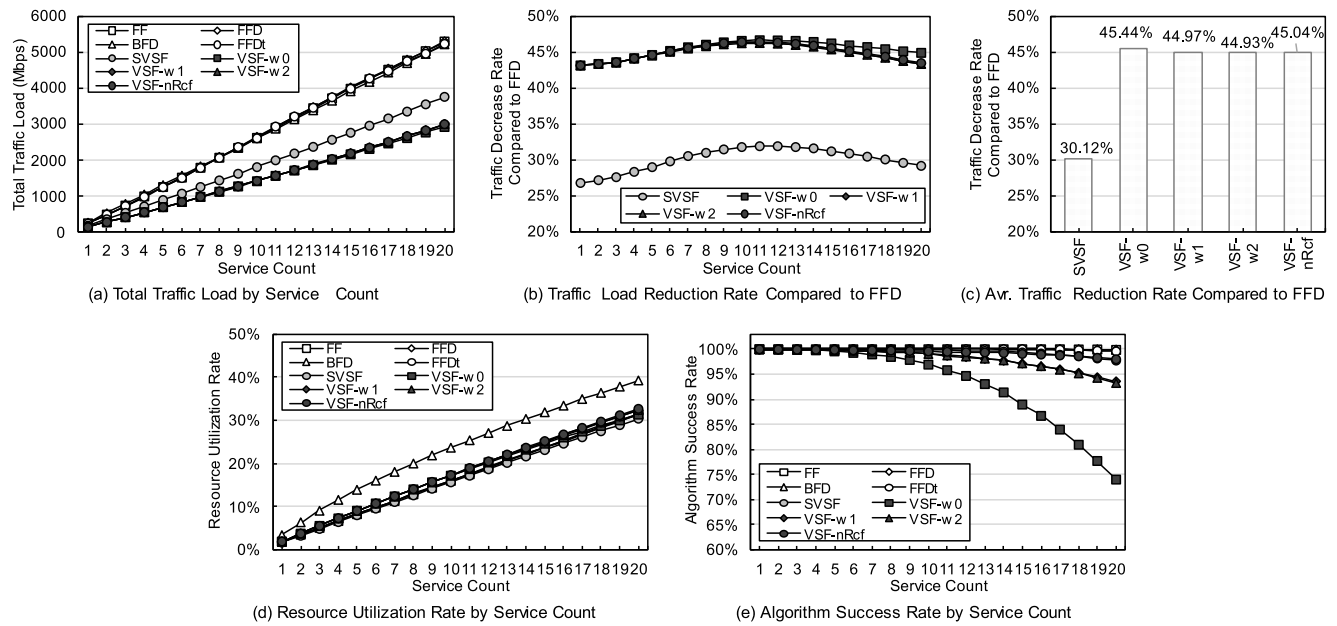 Total Traffic Load (Mbps)
6000
5000
4000
3000
2000
1000
0
FF
FFD
BFD
FFDt
SVSF
VSF-w0
VSF-w1
VSF-w2
VSF-nRcf
1 2 3 4 5 6 7 8 9 10 11 12 13 14 15 16 17 18 19 20
Service Count
(a) Total Traffic Load by Service Count
Traffic Decrease Rate
Compared to FFD
50%
45%
40%
35%
30%
25%
20%
SVSF
VSF-w0
VSF-w1
VSF-w2
VSF-nRcf
1 2 3 4 5 6 7 8 9 10 11 12 13 14 15 16 17 18 19 20
Service Count
(b) Traffic Load Reduction Rate Compared to FFD
Traffic Decrease Rate
Compared to FFD
50%
45%
40%
35%
30%
25%
20%
30.12%
45.44%
44.97%
44.93%
45.04%
SVSF
VSF-
w0
VSF-
w1
VSF-
w2
VSF-
nRcf
(c) Avr. Traffic Reduction Rate Compared to FFD
Resource Utilization Rate
50%
40%
30%
20%
10%
0%
FF
FFD
BFD
FFDt
SVSF
VSF-w0
VSF-w1
VSF-w2
VSF-nRcf
1 2 3 4 5 6 7 8 9 10 11 12 13 14 15 16 17 18 19 20
Service Count
(d) Resource Utilization Rate by Service Count
Algorithm Success Rate
100%
95%
90%
85%
80%
75%
70%
65%
60%
FF
FFD
BFD
FFDt
SVSF
VSF-w0
VSF-w1
VSF-w2
VSF-nRcf
1 2 3 4 5 6 7 8 9 10 11 12 13 14 15 16 17 18 19 20
Service Count
(e) Algorithm Success Rate by Service Count